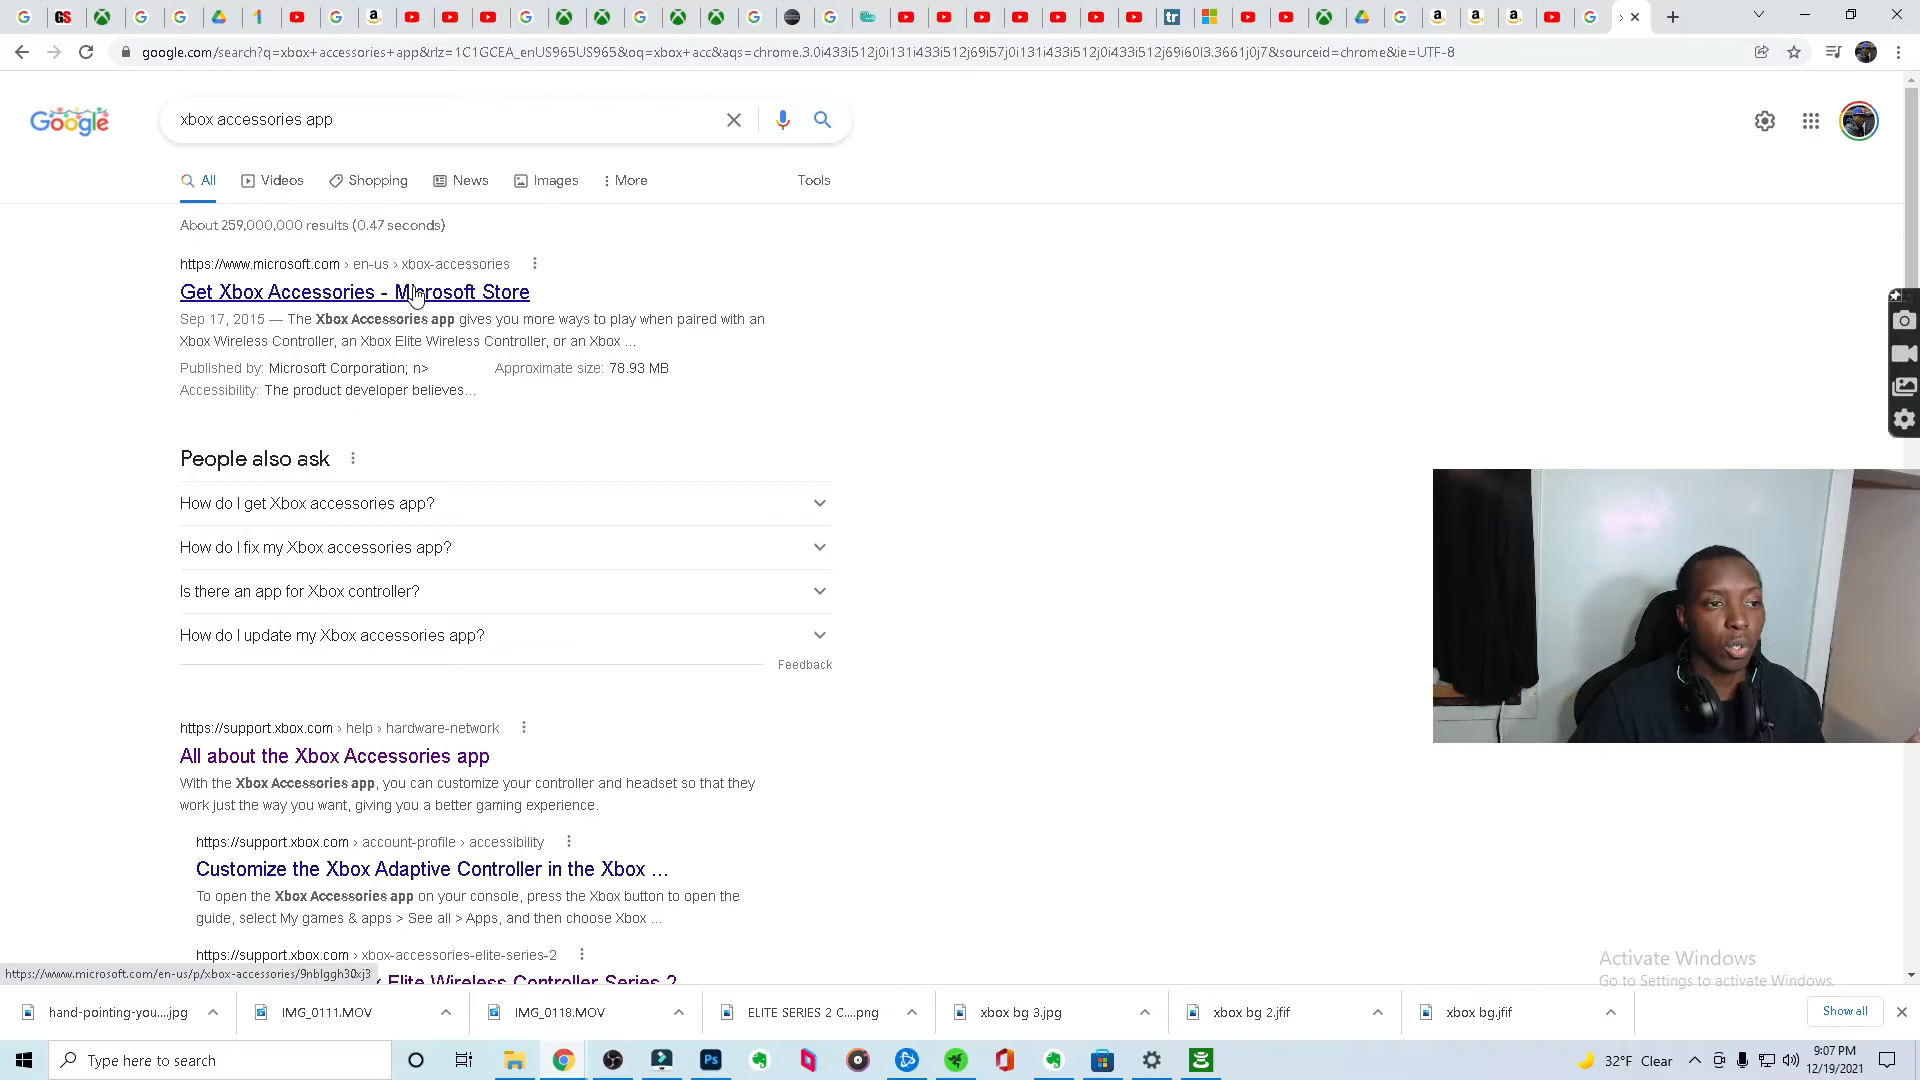 google.com/search?q=xbox+accessories+app&rlz=1C1GCEA_enUS965US965&oq=xbox+acc&aqs=chrome.3.0i433i512j0i131i433i512j69i57j0i131i433i512j0i433i512j69i60l3.3661j0j7&sourceid=chrome&ie=UTF-8
Google
xbox accessories app
All Videos Shopping News Images More Tools
About 259,000,000 results (0.47 seconds)
https://www.microsoft.com › en-us › xbox-accessories
Get Xbox Accessories - Microsoft Store
Sep 17, 2015 — The Xbox Accessories app gives you more ways to play when paired with an
Xbox Wireless Controller, an Xbox Elite Wireless Controller, or an Xbox ...
Published by: Microsoft Corporation; n> Approximate size: 78.93 MB
Accessibility: The product developer believes...
People also ask
How do I get Xbox accessories app?
How do I fix my Xbox accessories app?
Is there an app for Xbox controller?
How do I update my Xbox accessories app?
Feedback
https://support.xbox.com › help › hardware-network
All about the Xbox Accessories app
With the Xbox Accessories app, you can customize your controller and headset so that they
work just the way you want, giving you a better gaming experience.
https://support.xbox.com › account-profile › accessibility
Customize the Xbox Adaptive Controller in the Xbox ...
To open the Xbox Accessories app on your console, press the Xbox button to open the
guide, select My games & apps > See all > Apps, and then choose Xbox ...
https://support.xbox.com › xbox-accessories-elite-series-2
Elite Wireless Controller Series 2
https://www.microsoft.com/en-us/p/xbox-accessories/9nblggh30xj3
Activate Windows
Go to Settings to activate Windows.
hand-pointing-you....jpg IMG_0111.MOV IMG_0118.MOV ELITE SERIES 2 C....png xbox bg 3.jpg xbox bg 2.jfif xbox bg.jfif Show all
Type here to search
Ps
32°F Clear
9:07 PM
12/19/2021